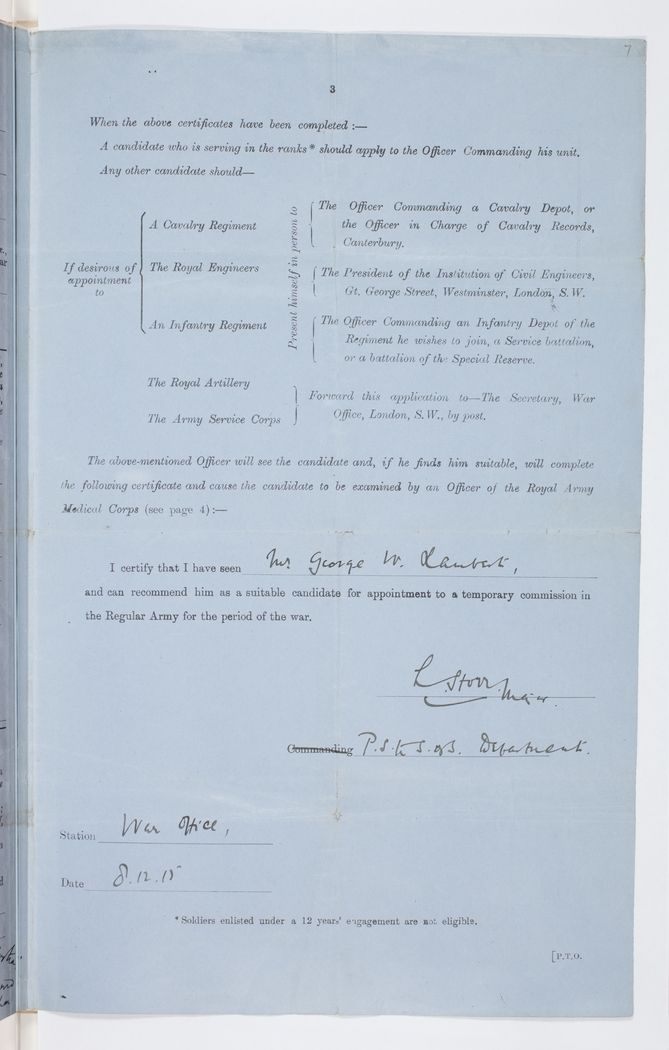 7
3
When the above certificates have been completed :—
A candidate who is serving in the ranks* should apply to the Officer Commanding his unit.
Any other candidate should—
If desirous of
appointment
to
A Cavalry Regiment
The Royal Engineers
An Infantry Regiment
Present himself in person to
The Officer Commanding a Cavalry Depot, or
the Officer in Charge of Cavalry Records,
Canterbury.
The President of the Institution of Civil Engineers,
Gt. George Street, Westminster, London, S.W.
The Officer Commanding an Infantry Depot of the
Regiment he wishes to join, a Service battalion,
or a battalion of the Special Reserve.
The Royal Artillery
The Army Service Corps
Forward this application to—The Secretary, War
Office, London, S.W., by post.
The above-mentioned Officer will see the candidate and, if he finds him suitable, will complete
the following certificate and cause the candidate to be examined by an Officer of the Royal Army
Medical Corps (see page 4):—
I certify that I have seen Mr George W. Lambert,
and can recommend him as a suitable candidate for appointment to a temporary commission in
the Regular Army for the period of the war.
L. Storr Major
Commanding P.S. to S. of S. Department.
Station War Office,
Date 8.12.15
* Soldiers enlisted under a 12 years' engagement are not eligible.
[P.T.O.